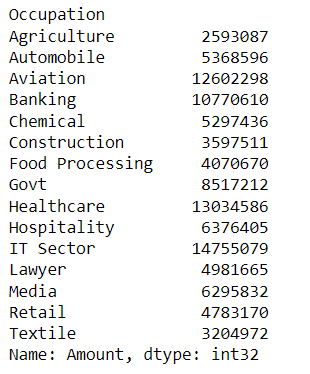 Occupation
Agriculture 2593087
Automobile 5368596
Aviation 12602298
Banking 10770610
Chemical 5297436
Construction 3597511
Food Processing 4070670
Govt 8517212
Healthcare 13034586
Hospitality 6376405
IT Sector 14755079
Lawyer 4981665
Media 6295832
Retail 4783170
Textile 3204972
Name: Amount, dtype: int32